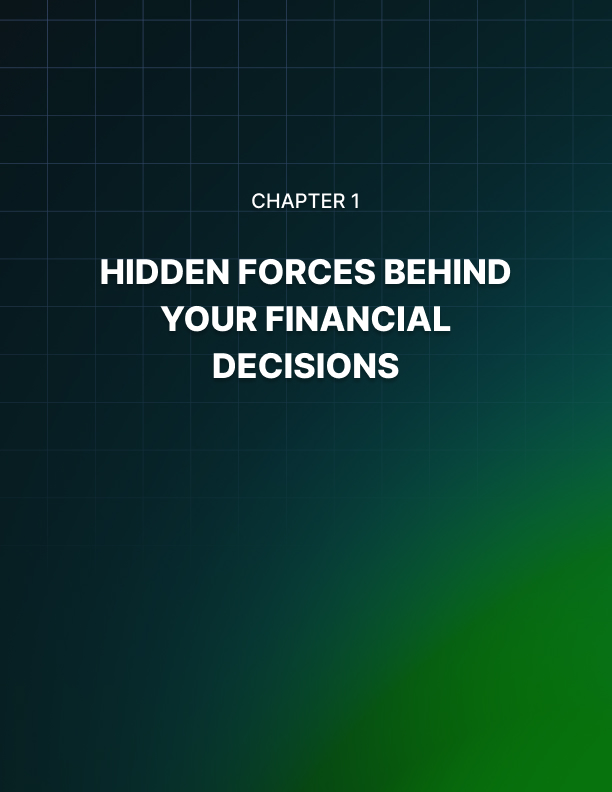 CHAPTER 1
HIDDEN FORCES BEHIND
YOUR FINANCIAL
DECISIONS